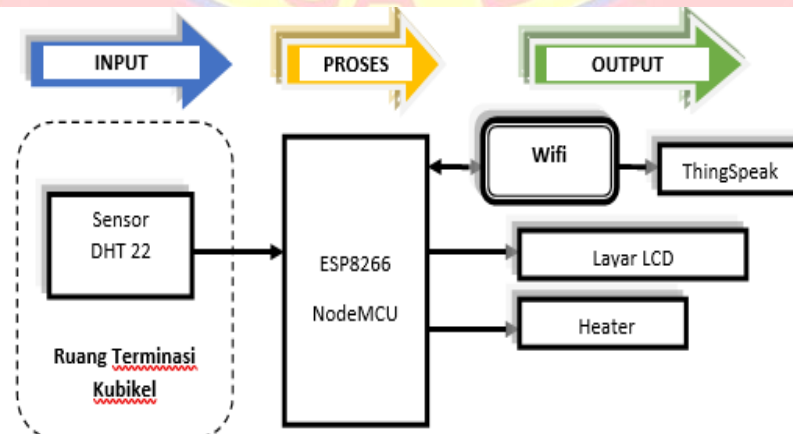 INPUT
PROSES
OUTPUT
Sensor
DHT 22
Ruang Terminasi
Kubikel
ESP8266
NodeMCU
Wifi
ThingSpeak
Layar LCD
Heater